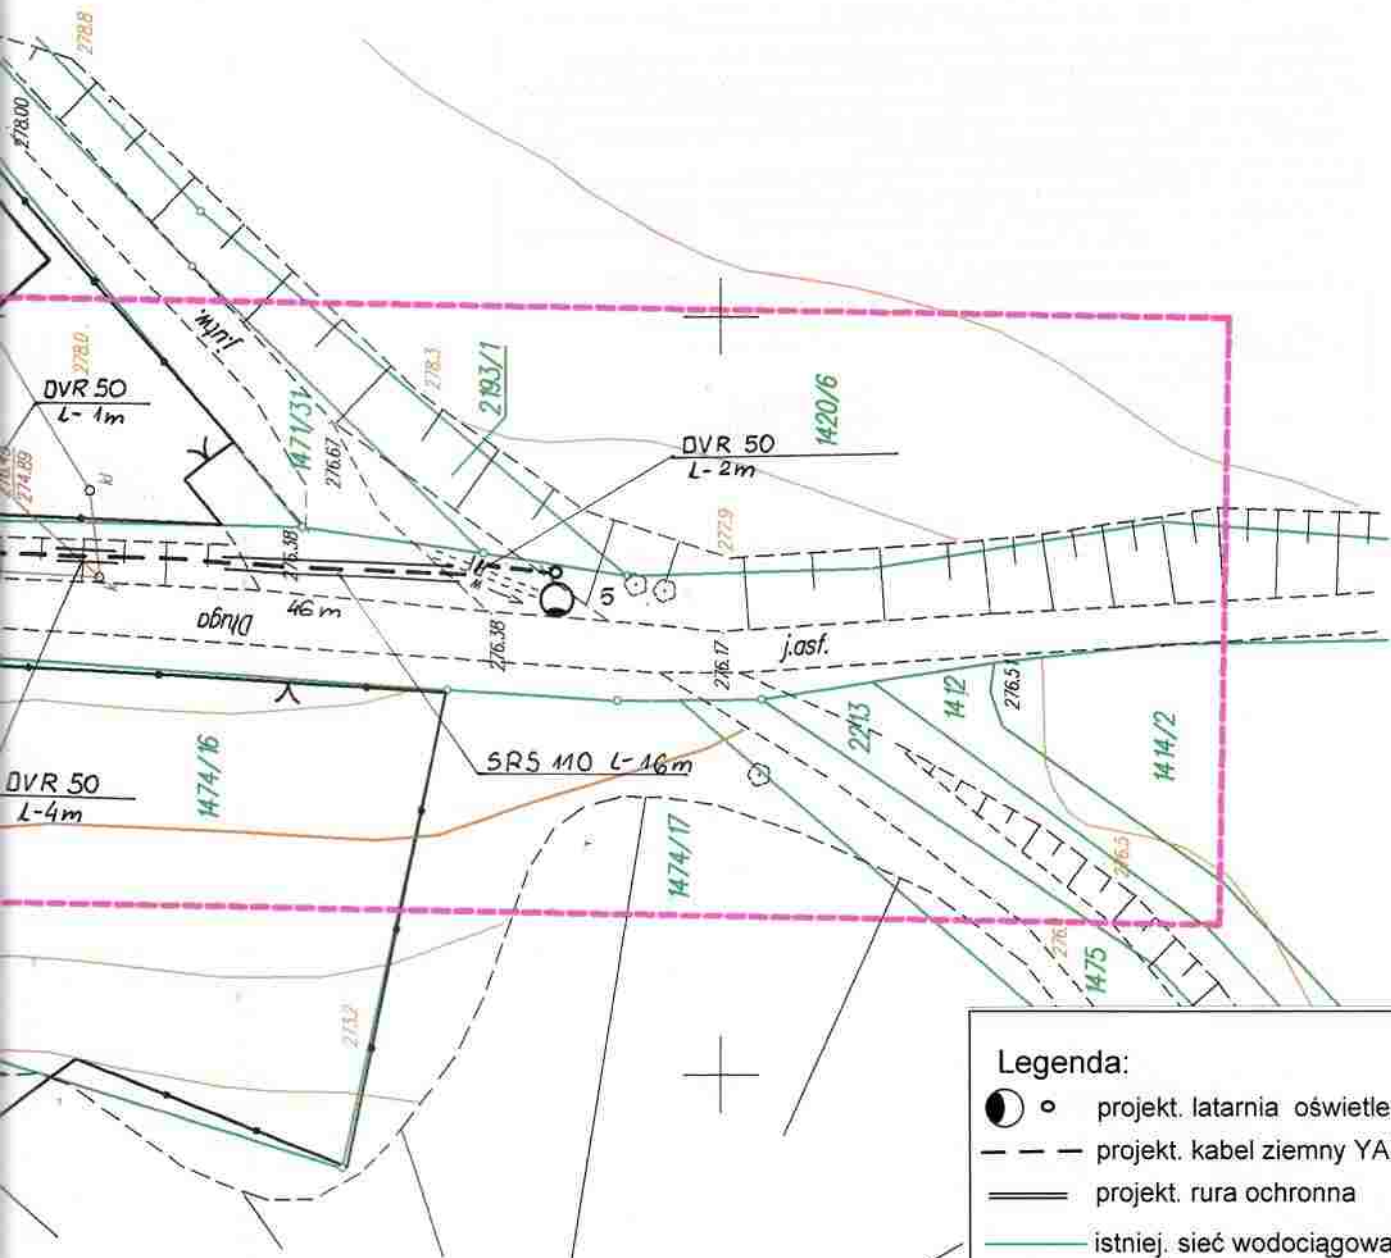 278.8
278.00
j.utw.
278.0
DVR 50
L- 1m
1471/31
276.67
278.3
2193/1
1420/6
DVR 50
L- 2m
274.89
kd
277.9
276.38
46 m
Długa
5
276.38
276.17
j.asf.
1412
276.5
2213
1414/2
SRS 110 L-16m
DVR 50
L-4m
1474/16
1474/17
276.5
1475
273.2
Legenda:
projekt. latarnia oświetle
projekt. kabel ziemny YA
projekt. rura ochronna
istniej. sieć wodociągowa